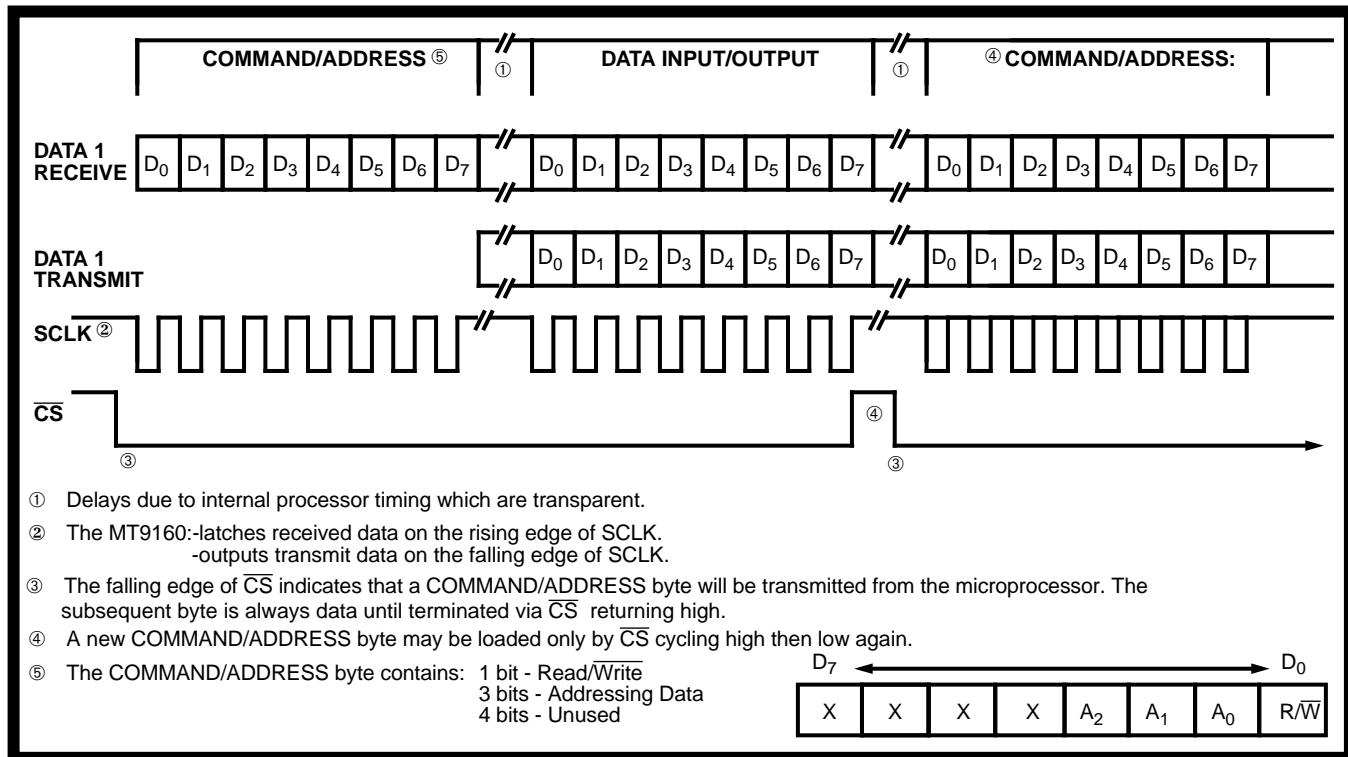 COMMAND/ADDRESS ⑤ ① DATA INPUT/OUTPUT ① ④ COMMAND/ADDRESS:
DATA 1 RECEIVE D₀ D₁ D₂ D₃ D₄ D₅ D₆ D₇ D₀ D₁ D₂ D₃ D₄ D₅ D₆ D₇ D₀ D₁ D₂ D₃ D₄ D₅ D₆ D₇
DATA 1 TRANSMIT D₀ D₁ D₂ D₃ D₄ D₅ D₆ D₇ D₀ D₁ D₂ D₃ D₄ D₅ D₆ D₇
SCLK ②
C̅S̅ ④
③ ③
① Delays due to internal processor timing which are transparent.
② The MT9160:-latches received data on the rising edge of SCLK.
-outputs transmit data on the falling edge of SCLK.
③ The falling edge of C̅S̅ indicates that a COMMAND/ADDRESS byte will be transmitted from the microprocessor. The
subsequent byte is always data until terminated via C̅S̅ returning high.
④ A new COMMAND/ADDRESS byte may be loaded only by C̅S̅ cycling high then low again.
⑤ The COMMAND/ADDRESS byte contains: 1 bit - Read/W̅r̅i̅t̅e̅
3 bits - Addressing Data
4 bits - Unused
D₇ D₀
X X X X A₂ A₁ A₀ R/W̅